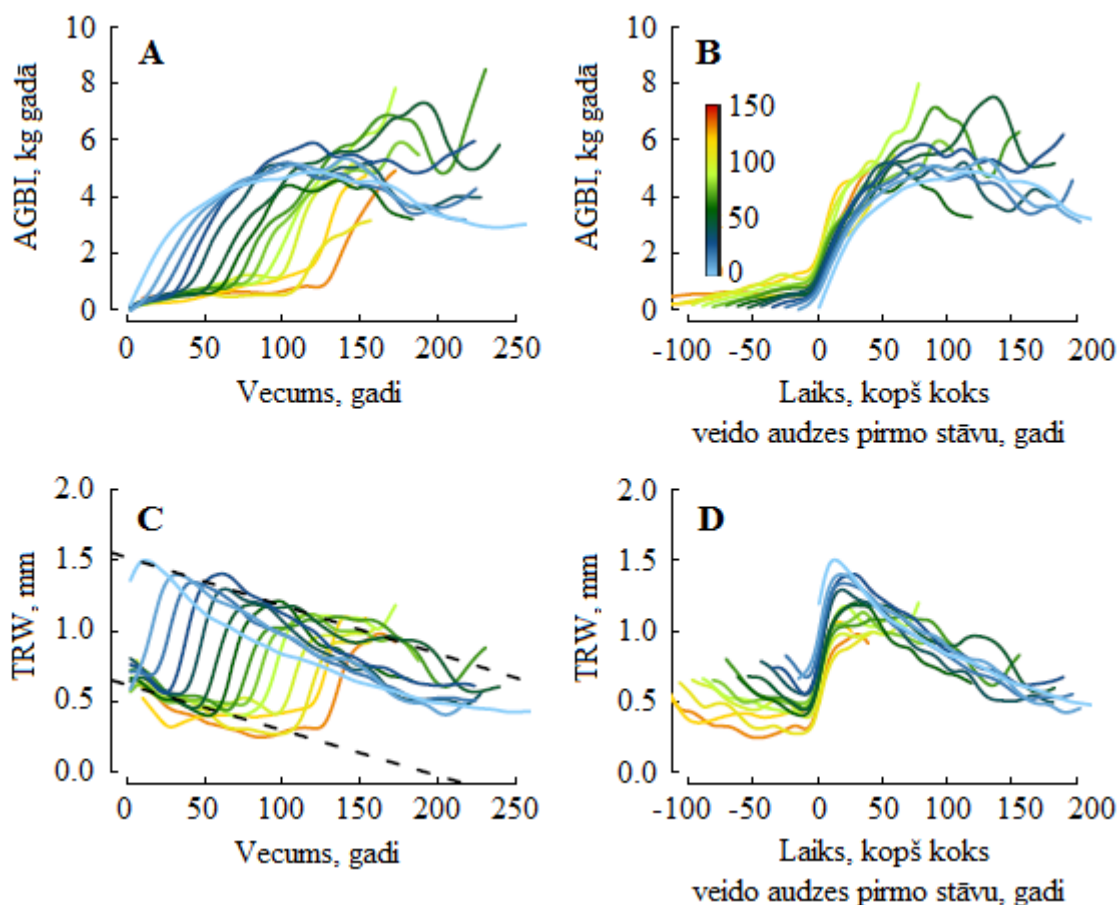 A
AGBI, kg gadā
10
8
6
4
2
0
0 50 100 150 200 250
Vecums, gadi
B
AGBI, kg gadā
10
8
6
4
2
0
150
100
50
0
-100 -50 0 50 100 150 200
Laiks, kopš koks
veido audzes pirmo stāvu, gadi
C
TRW, mm
2.0
1.5
1.0
0.5
0.0
0 50 100 150 200 250
Vecums, gadi
D
TRW, mm
2.0
1.5
1.0
0.5
0.0
-100 -50 0 50 100 150 200
Laiks, kopš koks
veido audzes pirmo stāvu, gadi